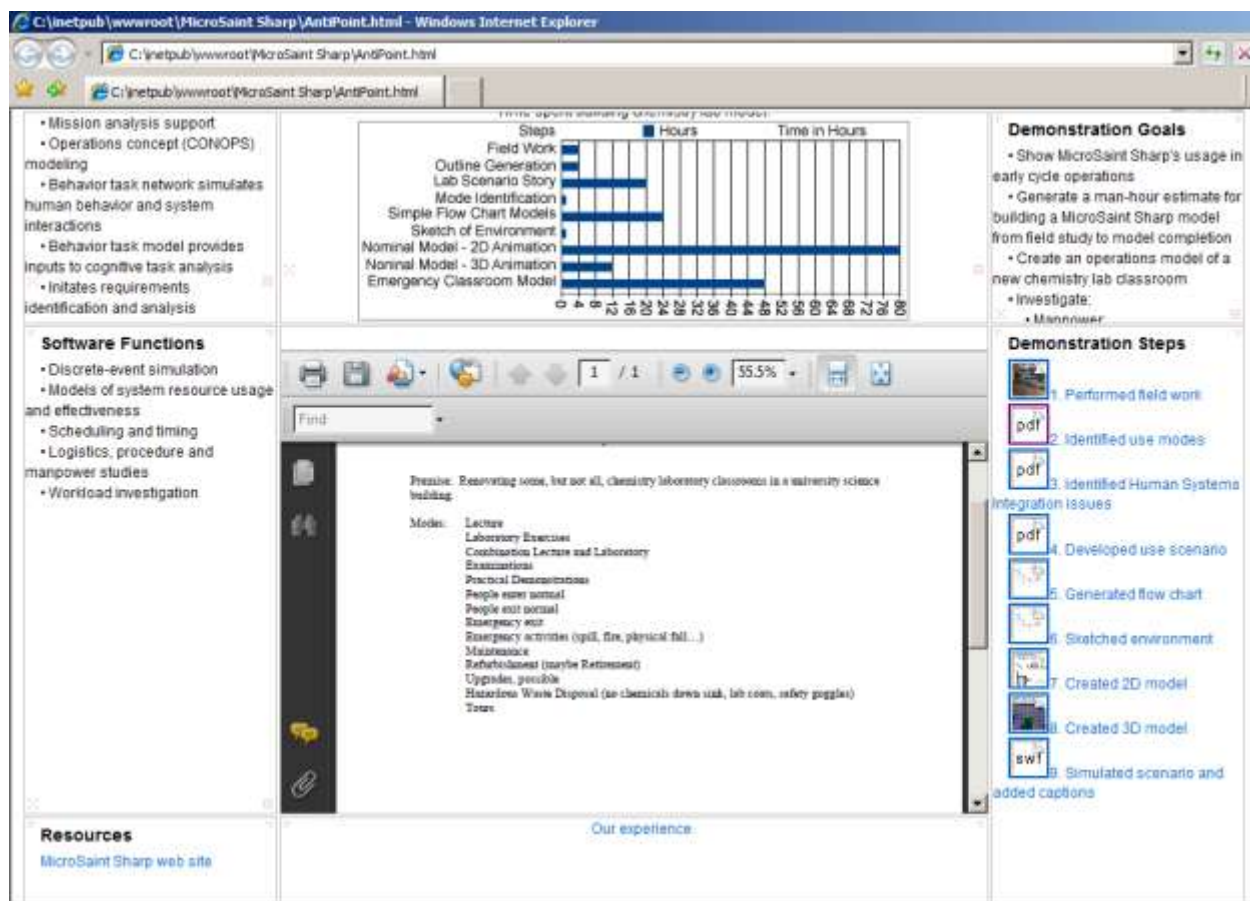 C:\inetpub\wwwroot\MicroSaint Sharp\AntiPoint.html - Windows Internet Explorer
C:\inetpub\wwwroot\MicroSaint Sharp\AntiPoint.html
C:\inetpub\wwwroot\MicroSaint Sharp\AntiPoint.html
• Mission analysis support
• Operations concept (CONOPS)
modeling
• Behavior task network simulates
human behavior and system
interactions
• Behavior task model provides
inputs to cognitive task analysis
• Initates requirements
identification and analysis
Time spent building chemistry lab model.
Steps Hours Time in Hours
Field Work
Outline Generation
Lab Scenario Story
Mode Identification
Simple Flow Chart Models
Sketch of Environment
Nominal Model - 2D Animation
Nominal Model - 3D Animation
Emergency Classroom Model
0 4 8 12 16 20 24 28 32 36 40 44 48 52 56 60 64 68 72 76 80
Demonstration Goals
• Show MicroSaint Sharp's usage in
early cycle operations
• Generate a man-hour estimate for
building a MicroSaint Sharp model
from field study to model completion
• Create an operations model of a
new chemistry lab classroom
• Investigate:
• Manpower
Software Functions
• Discrete-event simulation
• Models of system resource usage
and effectiveness
• Scheduling and timing
• Logistics, procedure and
manpower studies
• Workload investigation
1 / 1 55.5%
Find
Premise: Renovating some, but not all, chemistry laboratory classrooms in a university science
building.
Modes: Lecture
Laboratory Exercises
Combination Lecture and Laboratory
Examinations
Practical Demonstrations
People enter normal
People exit normal
Emergency exit
Emergency activities (spill, fire, physical fall…)
Maintenance
Refurbishment (maybe Retirement)
Upgrades, possible
Hazardous Waste Disposal (no chemicals down sink, lab coats, safety goggles)
Tours
Demonstration Steps
1. Performed field work
pdf
2. Identified use modes
pdf
3. Identified Human Systems
Integration issues
pdf
4. Developed use scenario
5. Generated flow chart
6. Sketched environment
7. Created 2D model
8. Created 3D model
swf
9. Simulated scenario and
added captions
Resources
MicroSaint Sharp web site
Our experience